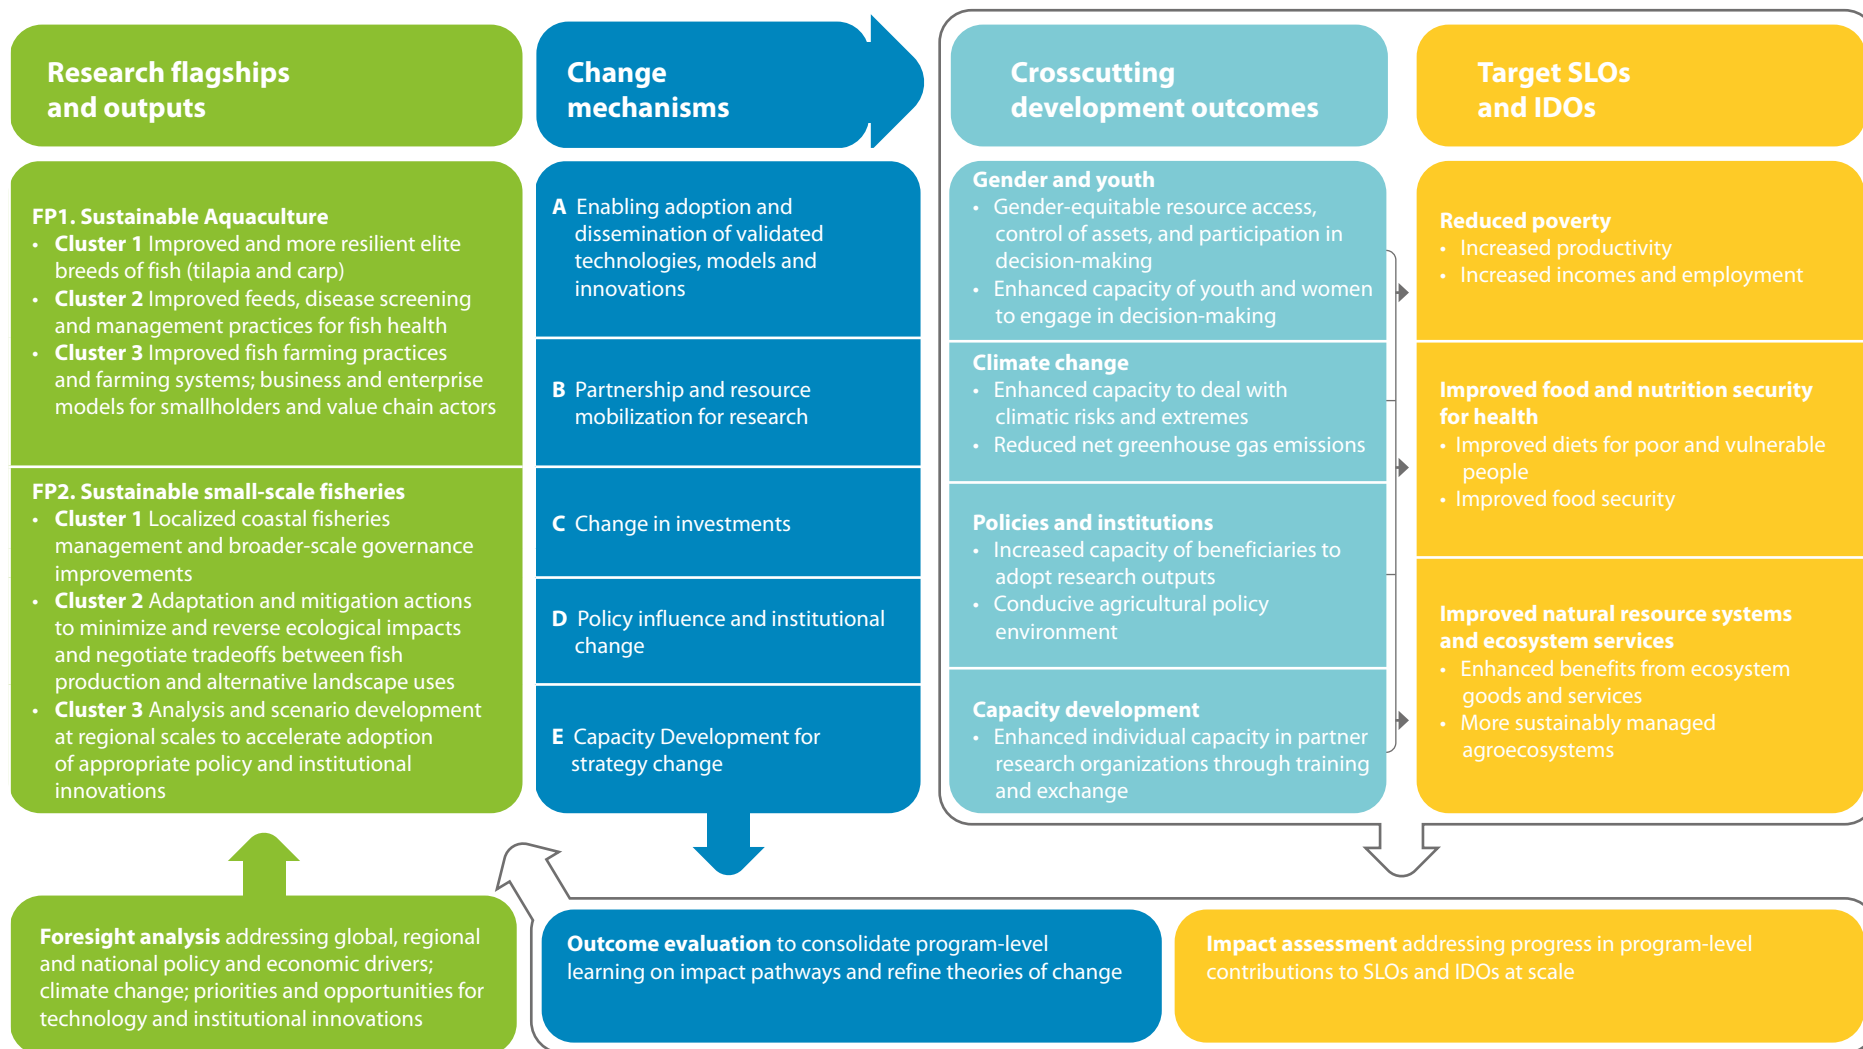 Research flagships
and outputs
Change
mechanisms
Crosscutting
development outcomes
Target SLOs
and IDOs
FP1. Sustainable Aquaculture
• Cluster 1 Improved and more resilient elite
breeds of fish (tilapia and carp)
• Cluster 2 Improved feeds, disease screening
and management practices for fish health
• Cluster 3 Improved fish farming practices
and farming systems; business and enterprise
models for smallholders and value chain actors
FP2. Sustainable small-scale fisheries
• Cluster 1 Localized coastal fisheries
management and broader-scale governance
improvements
• Cluster 2 Adaptation and mitigation actions
to minimize and reverse ecological impacts
and negotiate tradeoffs between fish
production and alternative landscape uses
• Cluster 3 Analysis and scenario development
at regional scales to accelerate adoption
of appropriate policy and institutional
innovations
A Enabling adoption and
dissemination of validated
technologies, models and
innovations
B Partnership and resource
mobilization for research
C Change in investments
D Policy influence and institutional
change
E Capacity Development for
strategy change
Gender and youth
• Gender-equitable resource access,
control of assets, and participation in
decision-making
• Enhanced capacity of youth and women
to engage in decision-making
Climate change
• Enhanced capacity to deal with
climatic risks and extremes
• Reduced net greenhouse gas emissions
Policies and institutions
• Increased capacity of beneficiaries to
adopt research outputs
• Conducive agricultural policy
environment
Capacity development
• Enhanced individual capacity in partner
research organizations through training
and exchange
Reduced poverty
• Increased productivity
• Increased incomes and employment
Improved food and nutrition security
for health
• Improved diets for poor and vulnerable
people
• Improved food security
Improved natural resource systems
and ecosystem services
• Enhanced benefits from ecosystem
goods and services
• More sustainably managed
agroecosystems
Foresight analysis addressing global, regional
and national policy and economic drivers;
climate change; priorities and opportunities for
technology and institutional innovations
Outcome evaluation to consolidate program-level
learning on impact pathways and refine theories of change
Impact assessment addressing progress in program-level
contributions to SLOs and IDOs at scale